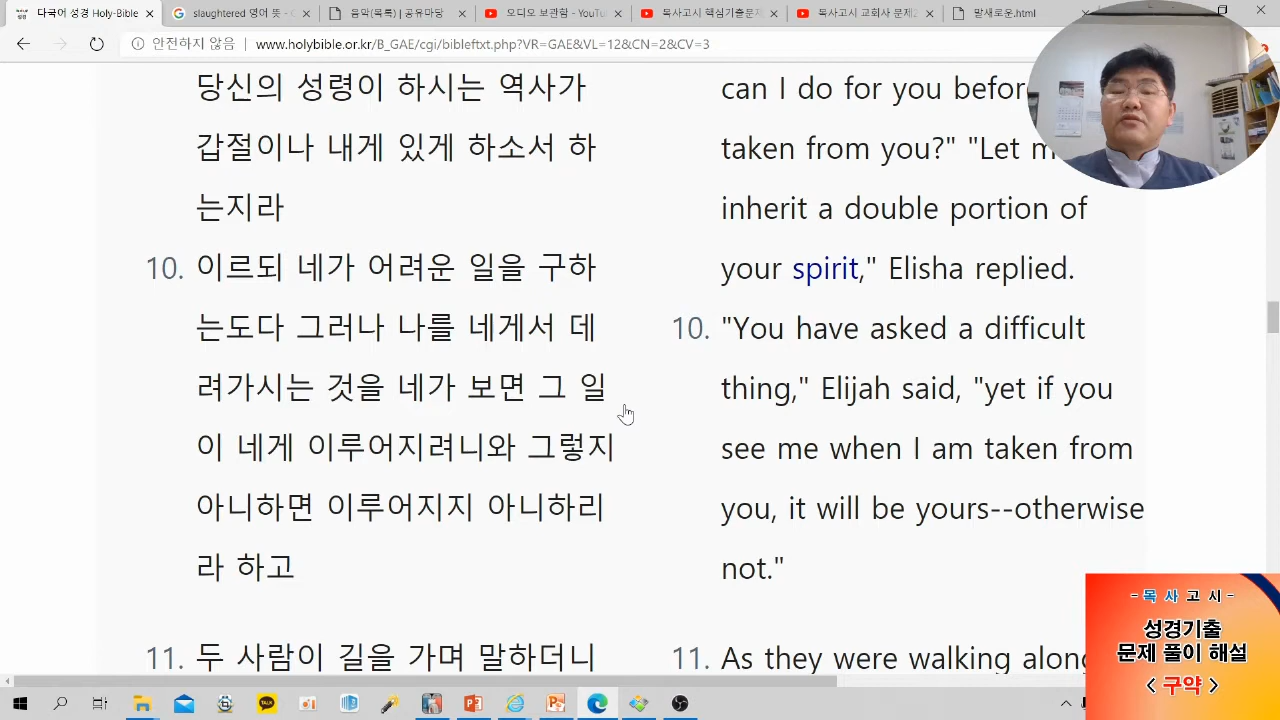 다국어 성경 Holy-Bible
slaughtered 영어 뜻 -
음악(목록) | 공유마당
오디오 보관함 - YouTu
목사고시 핵심기출문
목사고시 교회사 문제
말새로운.html
안전하지 않음
www.holybible.or.kr/B_GAE/cgi/bibleftxt.php?VR=GAE&VL=12&CN=2&CV=3
당신의 성령이 하시는 역사가
갑절이나 내게 있게 하소서 하
는지라
10. 이르되 네가 어려운 일을 구하
는도다 그러나 나를 네게서 데
려가시는 것을 네가 보면 그 일
이 네게 이루어지려니와 그렇지
아니하면 이루어지지 아니하리
라 하고
11. 두 사람이 길을 가며 말하더니
can I do for you befor
taken from you?" "Let m
inherit a double portion of
your spirit," Elisha replied.
10. "You have asked a difficult
thing," Elijah said, "yet if you
see me when I am taken from
you, it will be yours--otherwise
not."
11. As they were walking along
- 목사고시 -
성경기출
문제 풀이 해설
< 구약 >